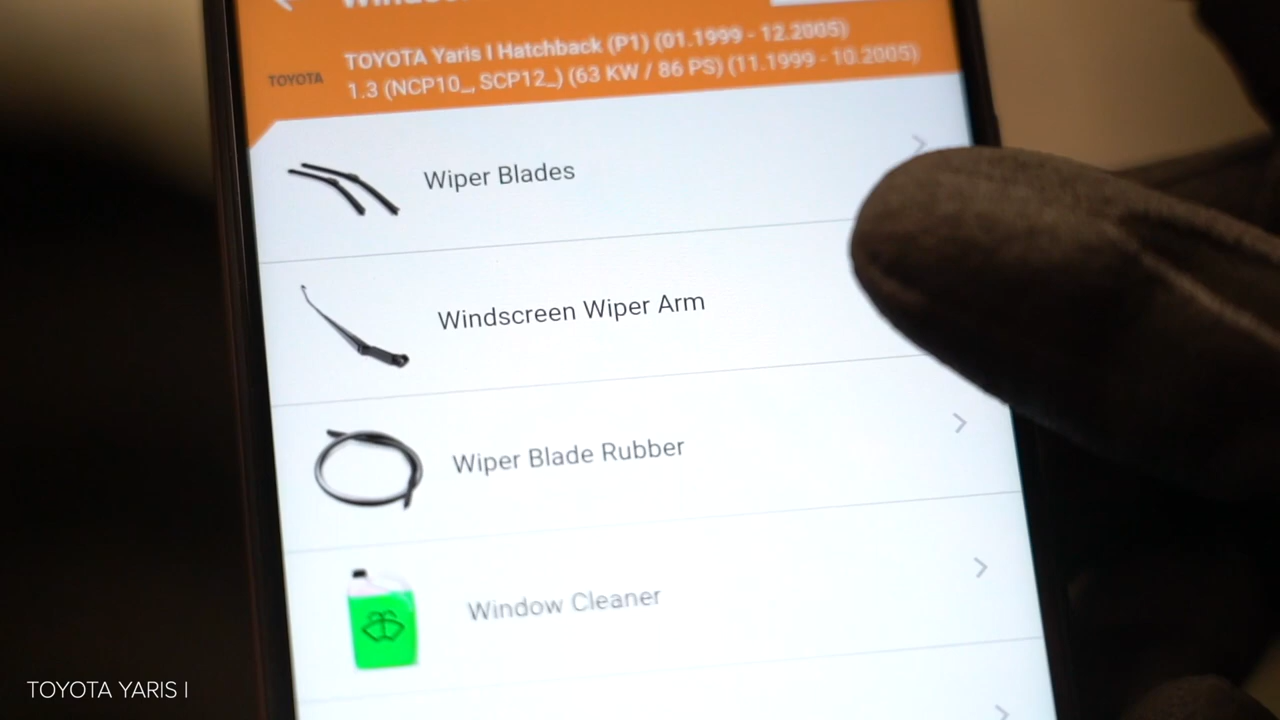 TOYOTA Yaris I Hatchback (P1) (01.1999 - 12.2005)
TOYOTA
1.3 (NCP10_, SCP12_) (63 KW / 86 PS) (11.1999 - 10.2005)
Wiper Blades
Windscreen Wiper Arm
Wiper Blade Rubber
Window Cleaner
TOYOTA YARIS I